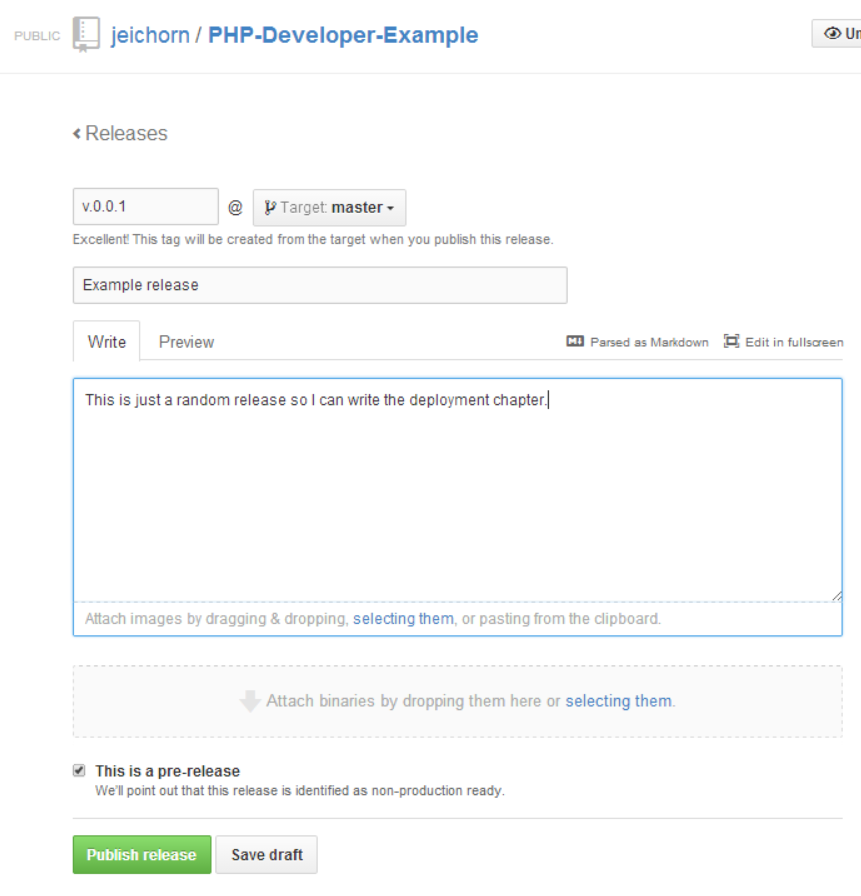 PUBLIC jeichorn / PHP-Developer-Example Un
Releases
v.0.0.1 @ Target: master
Excellent! This tag will be created from the target when you publish this release.
Example release
Write Preview Parsed as Markdown Edit in fullscreen
This is just a random release so I can write the deployment chapter.
Attach images by dragging & dropping, selecting them, or pasting from the clipboard.
Attach binaries by dropping them here or selecting them.
This is a pre-release
We'll point out that this release is identified as non-production ready.
Publish release Save draft